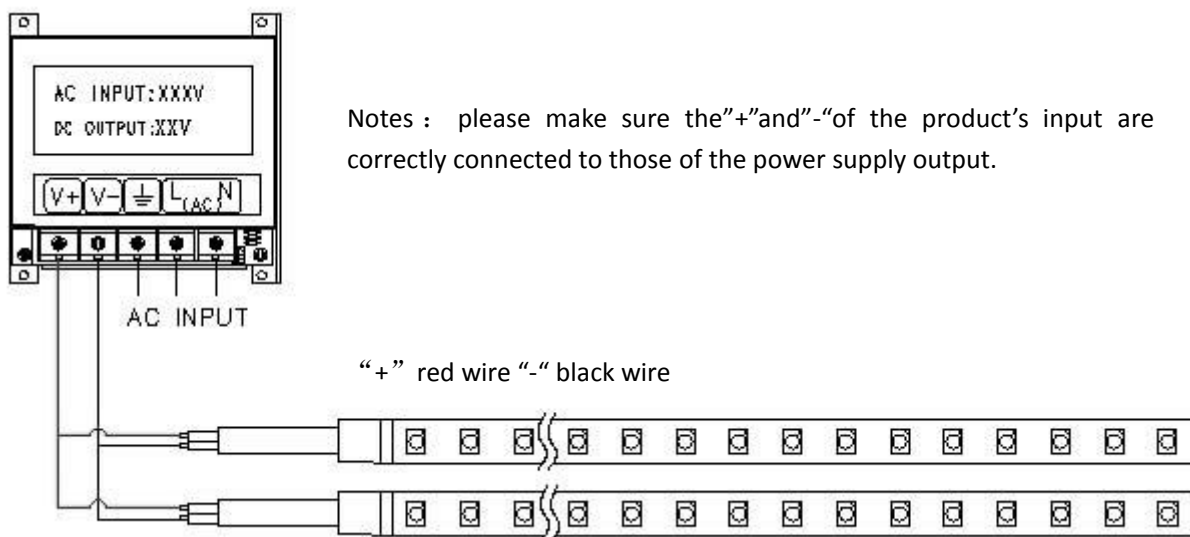 AC INPUT:XXXV
DC OUTPUT:XXV
V+ V- L(AC)N
AC INPUT
Notes： please make sure the”+”and”-“of the product’s input are
correctly connected to those of the power supply output.
“+” red wire “-“ black wire